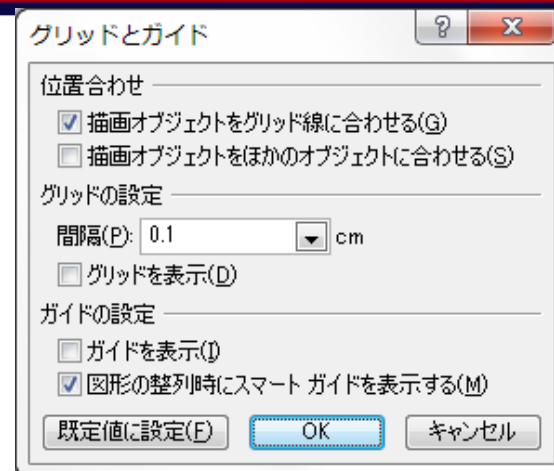 グリッドとガイド
位置合わせ
描画オブジェクトをグリッド線に合わせる(G)
描画オブジェクトをほかのオブジェクトに合わせる(S)
グリッドの設定
間隔(P): 0.1 cm
グリッドを表示(D)
ガイドの設定
ガイドを表示(I)
図形の整列時にスマート ガイドを表示する(M)
既定値に設定(F) OK キャンセル